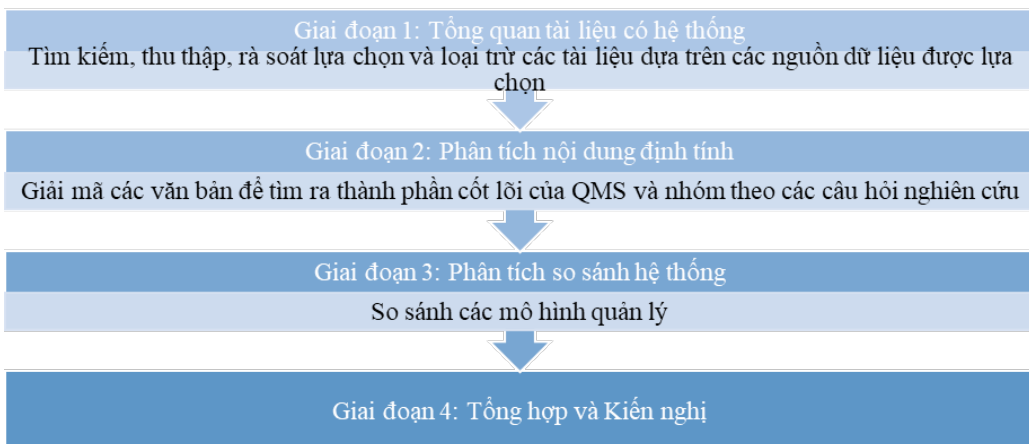 Giai đoạn 1: Tổng quan tài liệu có hệ thống
Tìm kiếm, thu thập, rà soát lựa chọn và loại trừ các tài liệu dựa trên các nguồn dữ liệu được lựa
chọn
Giai đoạn 2: Phân tích nội dung định tính
Giải mã các văn bản để tìm ra thành phần cốt lõi của QMS và nhóm theo các câu hỏi nghiên cứu
Giai đoạn 3: Phân tích so sánh hệ thống
So sánh các mô hình quản lý
Giai đoạn 4: Tổng hợp và Kiến nghị